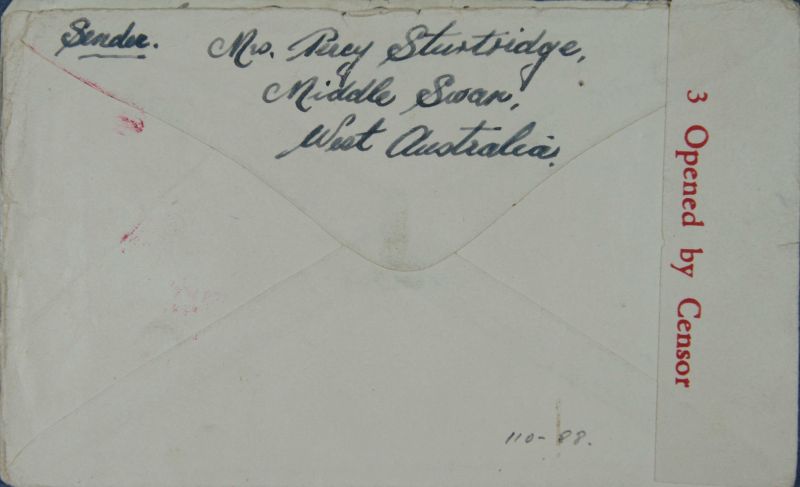 Sender. Mrs. Percy Sturtridge,
Middle Swan,
West Australia.
3 Opened by Censor
110-88.